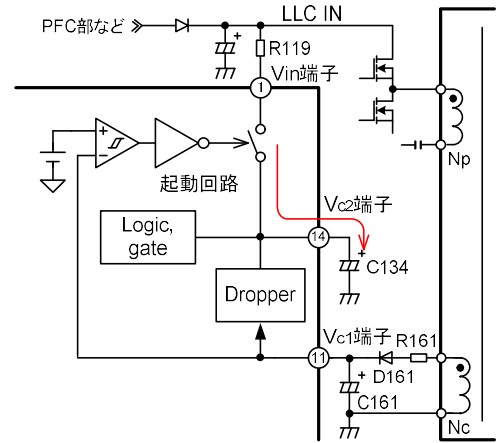 PFC部など
LLC IN
R119
Vin端子
1
+
+
−
起動回路
Np
Logic,
gate
Vc2端子
14
+
C134
Dropper
Vc1端子
11
R161
D161
+
C161
Nc